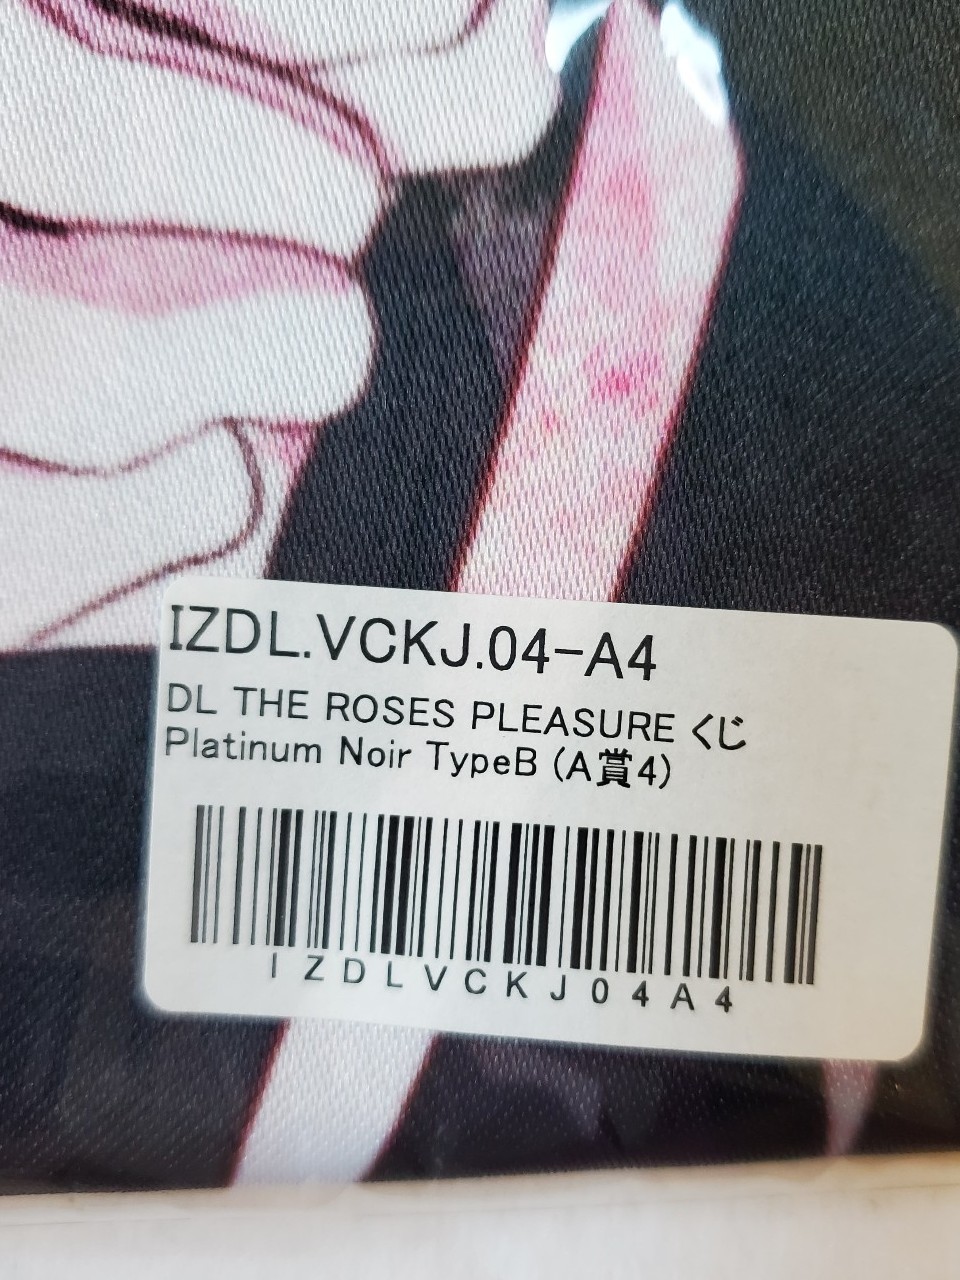 IZDL.VCKJ.04-A4
DL THE ROSES PLEASURE くじ
Platinum Noir TypeB (A賞4)
IZDLVCKJ04A4